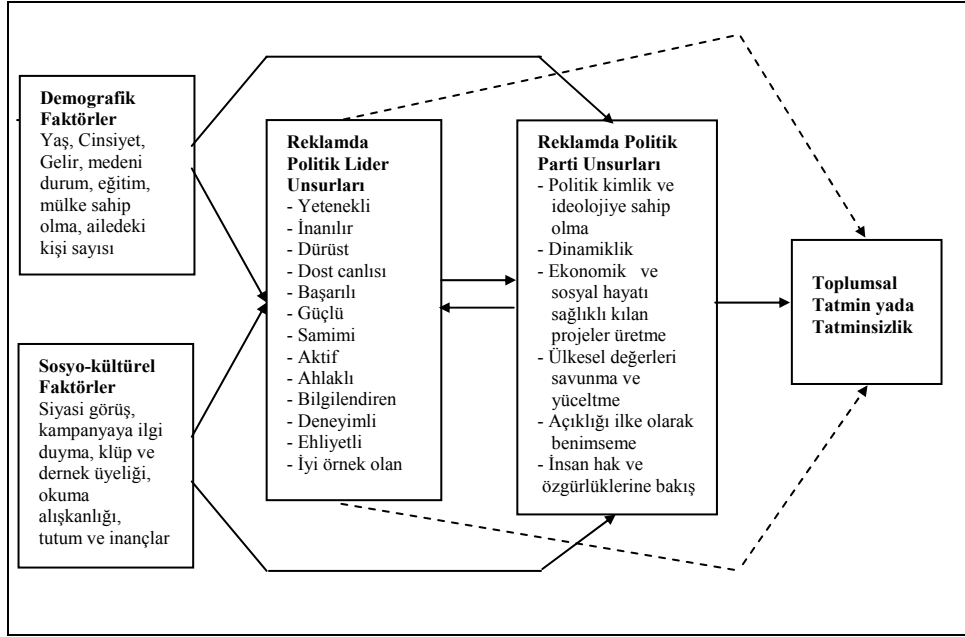 Demografik
Faktörler
Yaş, Cinsiyet,
Gelir, medeni
durum, eğitim,
mülke sahip
olma, ailedeki
kişi sayısı
Sosyo-kültürel
Faktörler
Siyasi görüş,
kampanyaya ilgi
duyma, klüp ve
dernek üyeliği,
okuma
alışkanlığı,
tutum ve inançlar
Reklamda
Politik Lider
Unsurları
- Yetenekli
- İnanılır
- Dürüst
- Dost canlısı
- Başarılı
- Güçlü
- Samimi
- Aktif
- Ahlaklı
- Bilgilendiren
- Deneyimli
- Ehliyetli
- İyi örnek olan
Reklamda Politik
Parti Unsurları
- Politik kimlik ve
ideolojiye sahip
olma
- Dinamiklik
- Ekonomik ve
sosyal hayatı
sağlıklı kılan
projeler üretme
- Ülkesel değerleri
savunma ve
yüceltme
- Açıklığı ilke olarak
benimseme
- İnsan hak ve
özgürlüklerine bakış
Toplumsal
Tatmin yada
Tatminsizlik